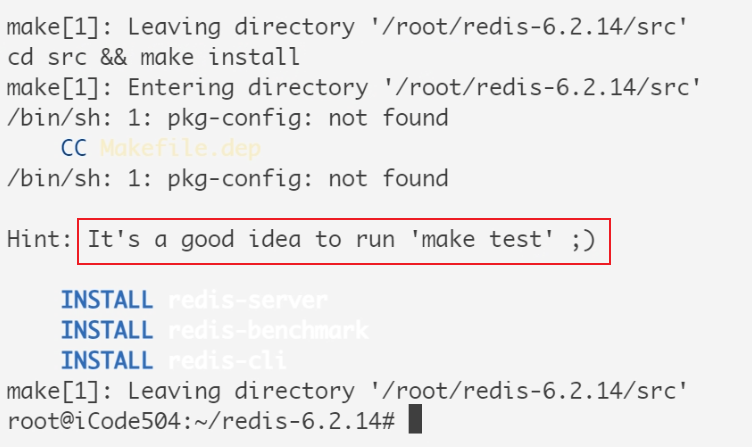 make[1]: Leaving directory '/root/redis-6.2.14/src'
cd src && make install
make[1]: Entering directory '/root/redis-6.2.14/src'
/bin/sh: 1: pkg-config: not found
    CC Makefile.dep
/bin/sh: 1: pkg-config: not found
Hint: It's a good idea to run 'make test' ;)
    INSTALL redis-server
    INSTALL redis-benchmark
    INSTALL redis-cli
make[1]: Leaving directory '/root/redis-6.2.14/src'
root@iCode504:~/redis-6.2.14#